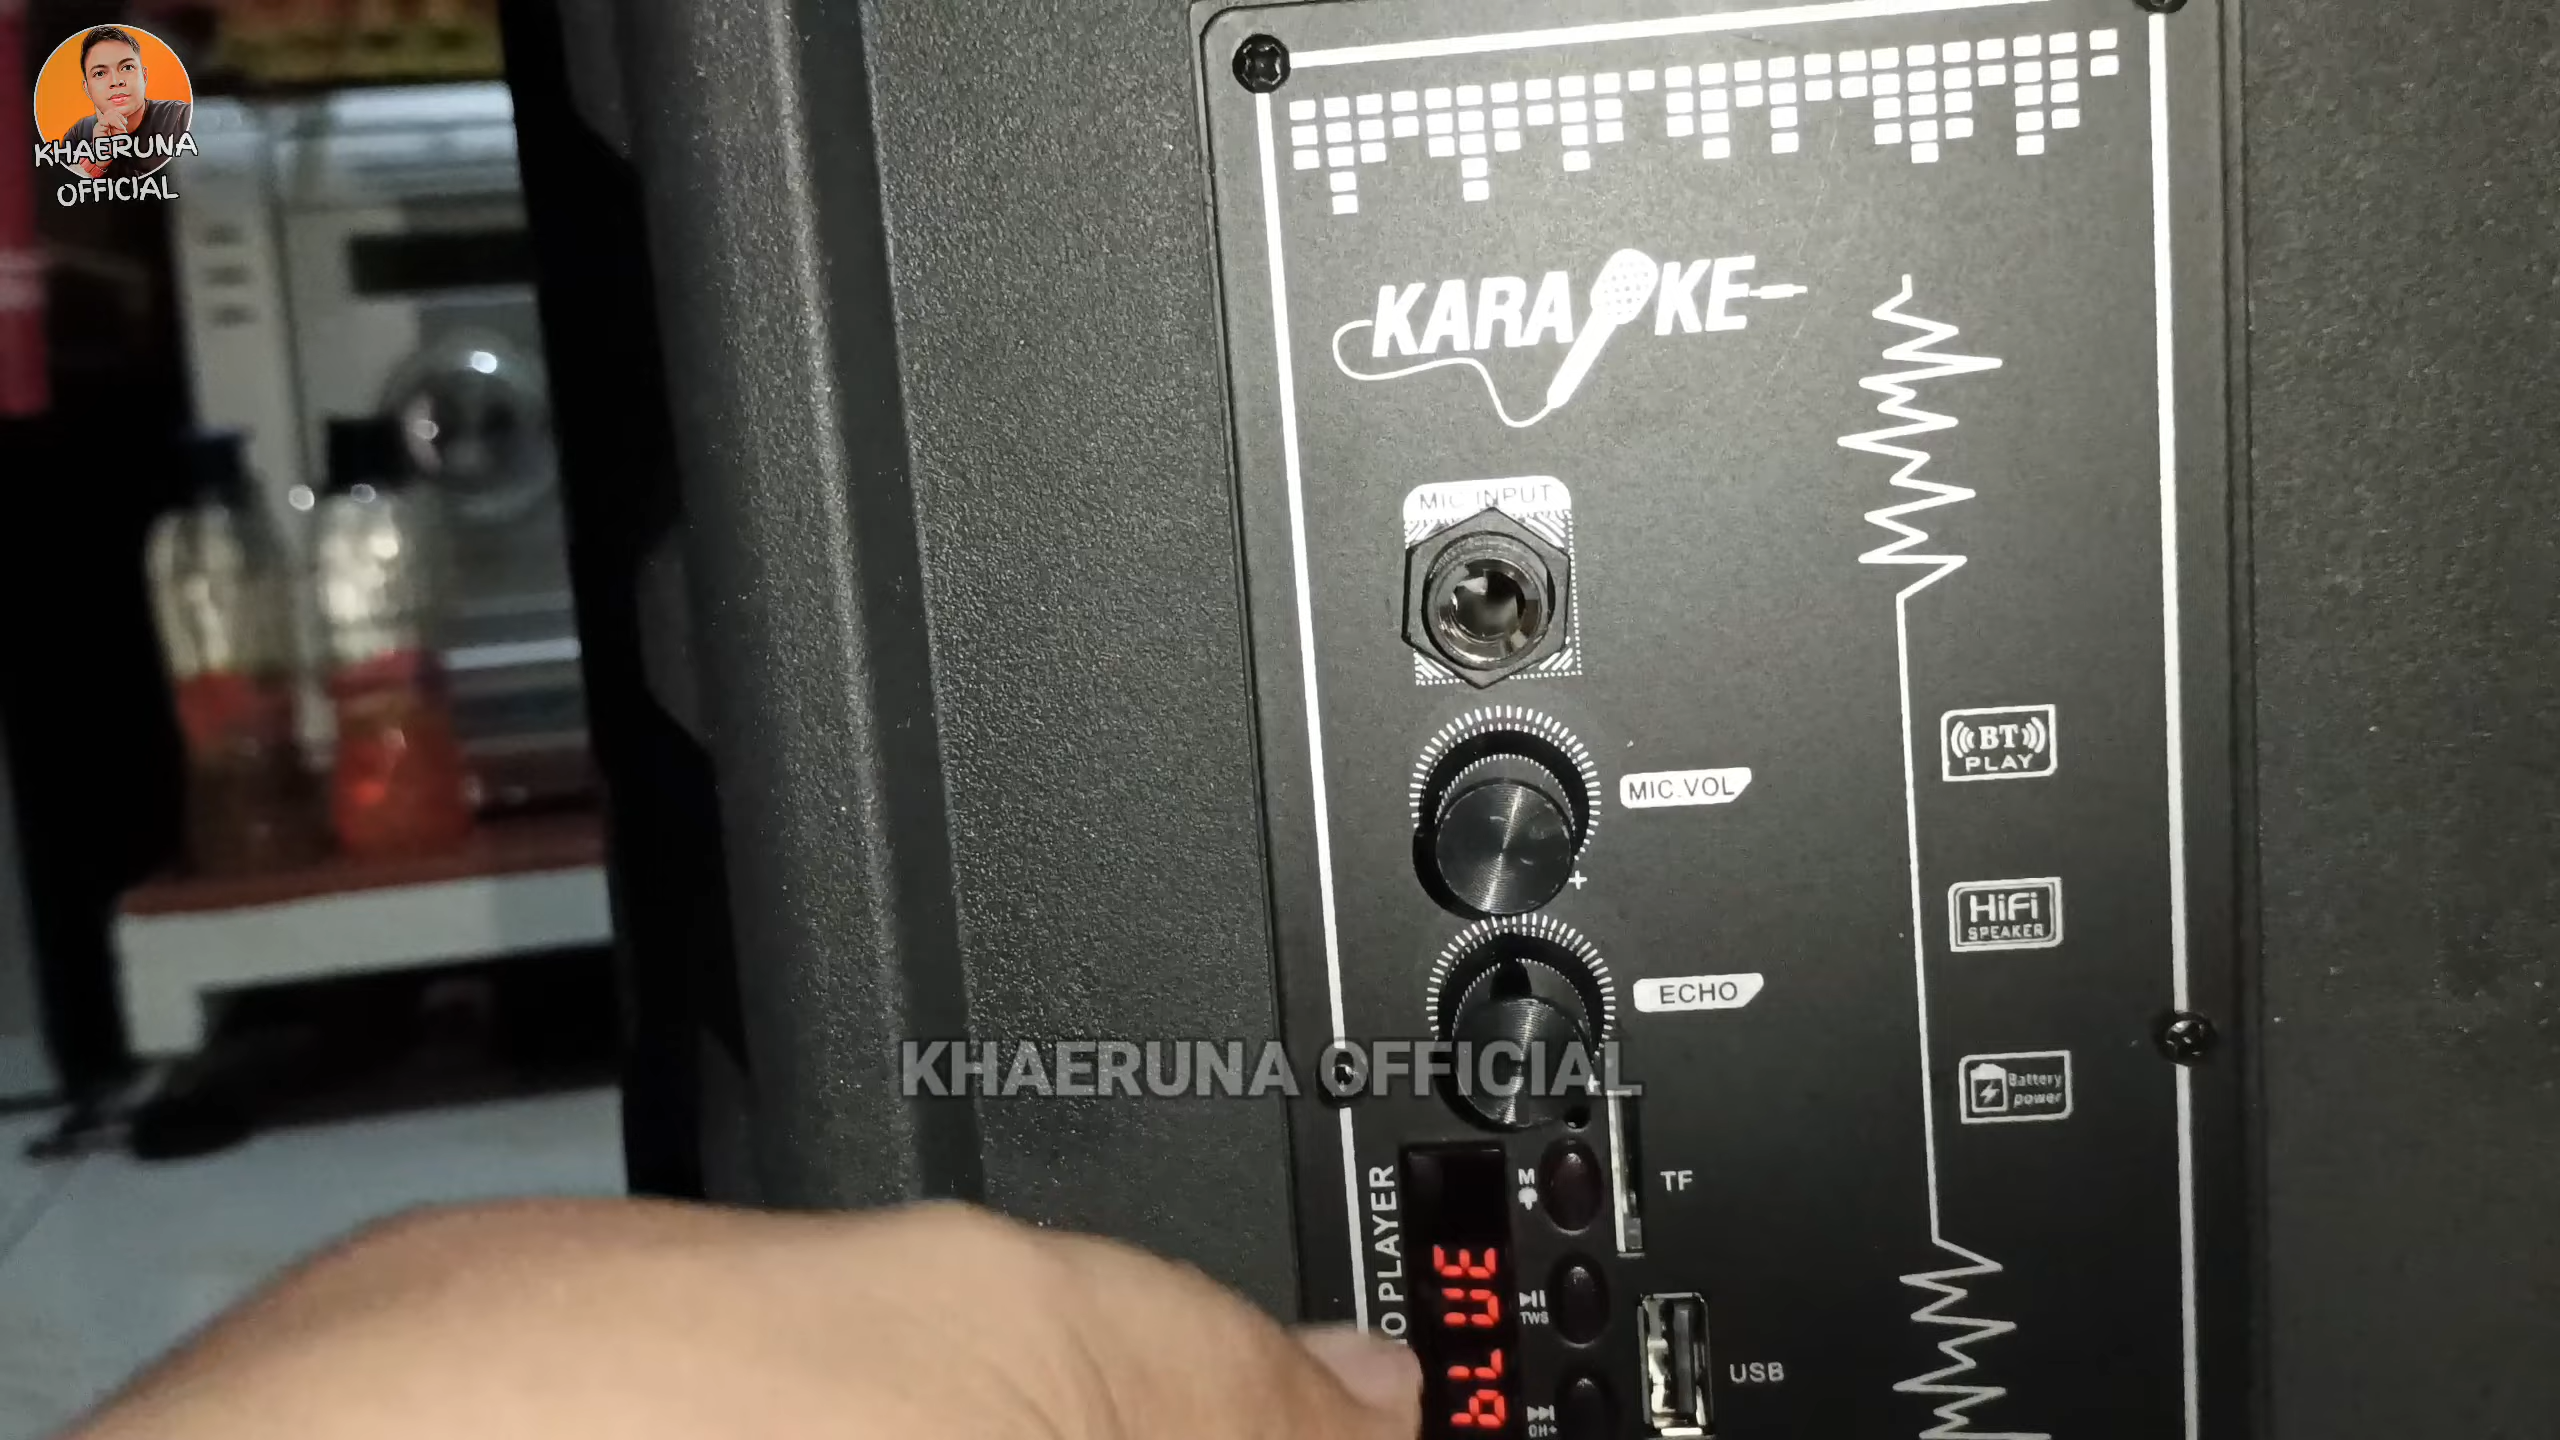 KHAERUNA
OFFICIAL
KARAOKE
MIC INPUT
MIC.VOL
+
ECHO
BT
PLAY
HiFi
SPEAKER
Battery
power
KHAERUNA OFFICIAL
M
TF
PLAYER
bLUE
TWS
USB
CH+